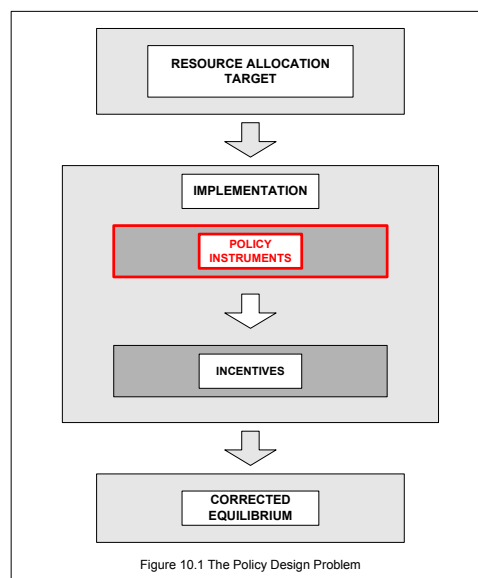 RESOURCE ALLOCATION
TARGET
IMPLEMENTATION
POLICY
INSTRUMENTS
INCENTIVES
CORRECTED
EQUILIBRIUM
Figure 10.1 The Policy Design Problem